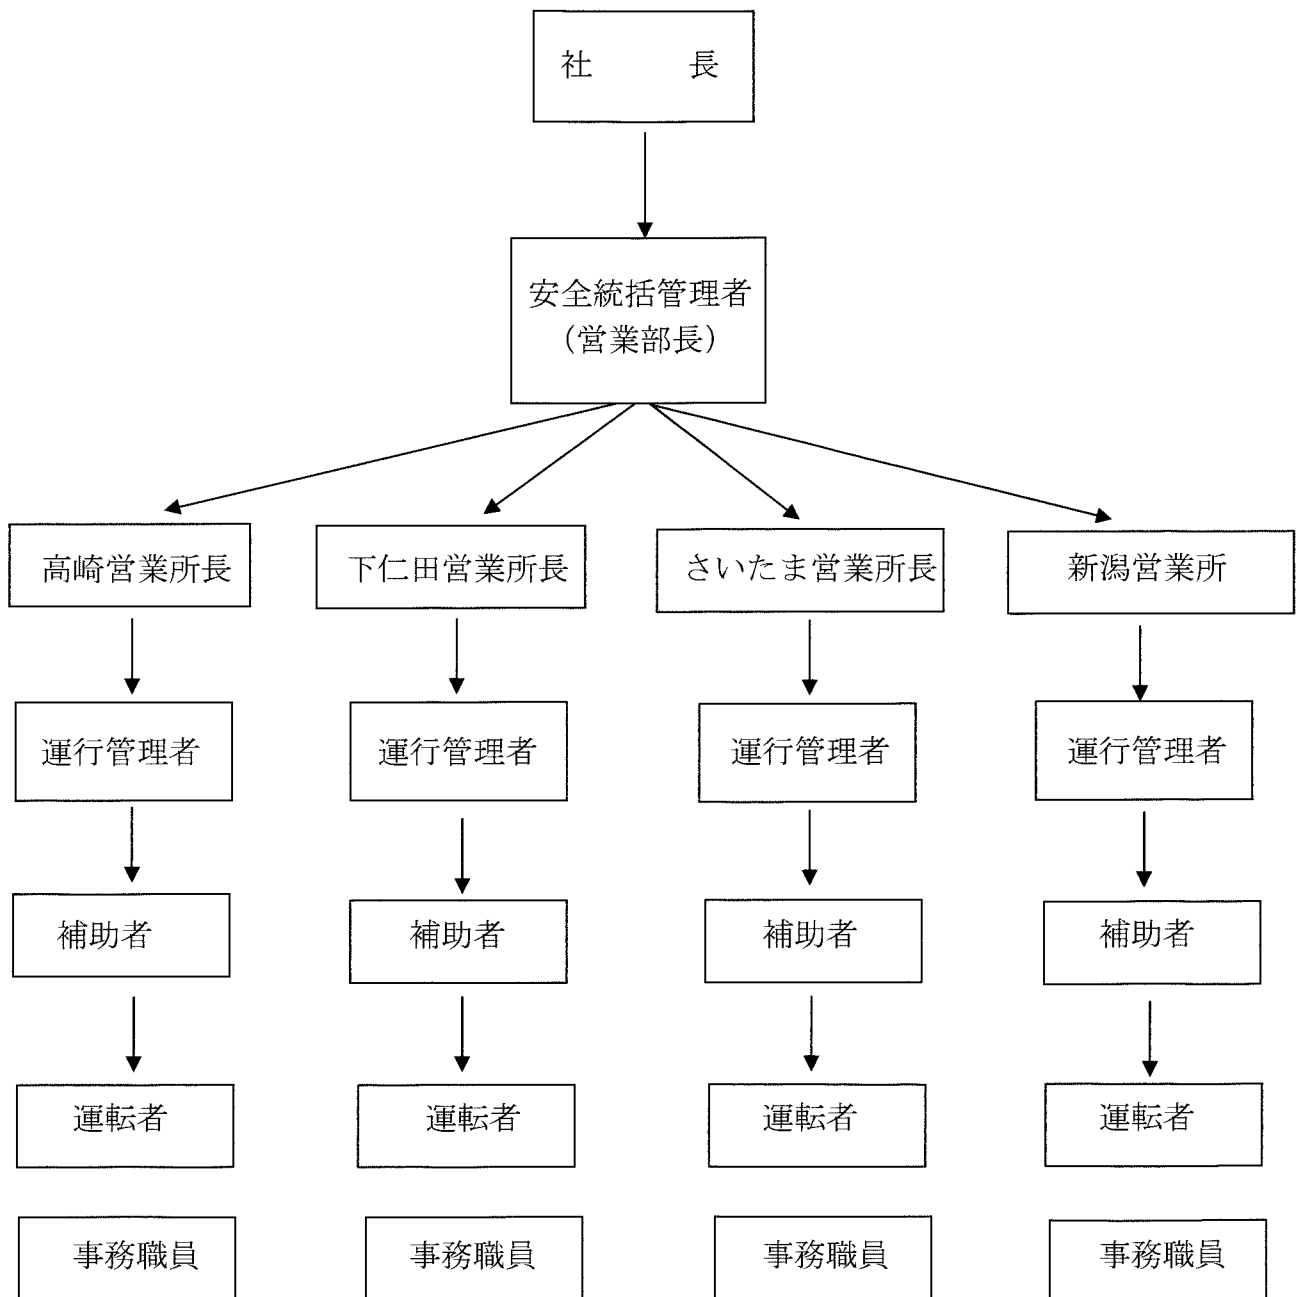 社　　　長
安全統括管理者
（営業部長）
高崎営業所長
下仁田営業所長
さいたま営業所長
新潟営業所
運行管理者
運行管理者
運行管理者
運行管理者
補助者
補助者
補助者
補助者
運転者
運転者
運転者
運転者
事務職員
事務職員
事務職員
事務職員